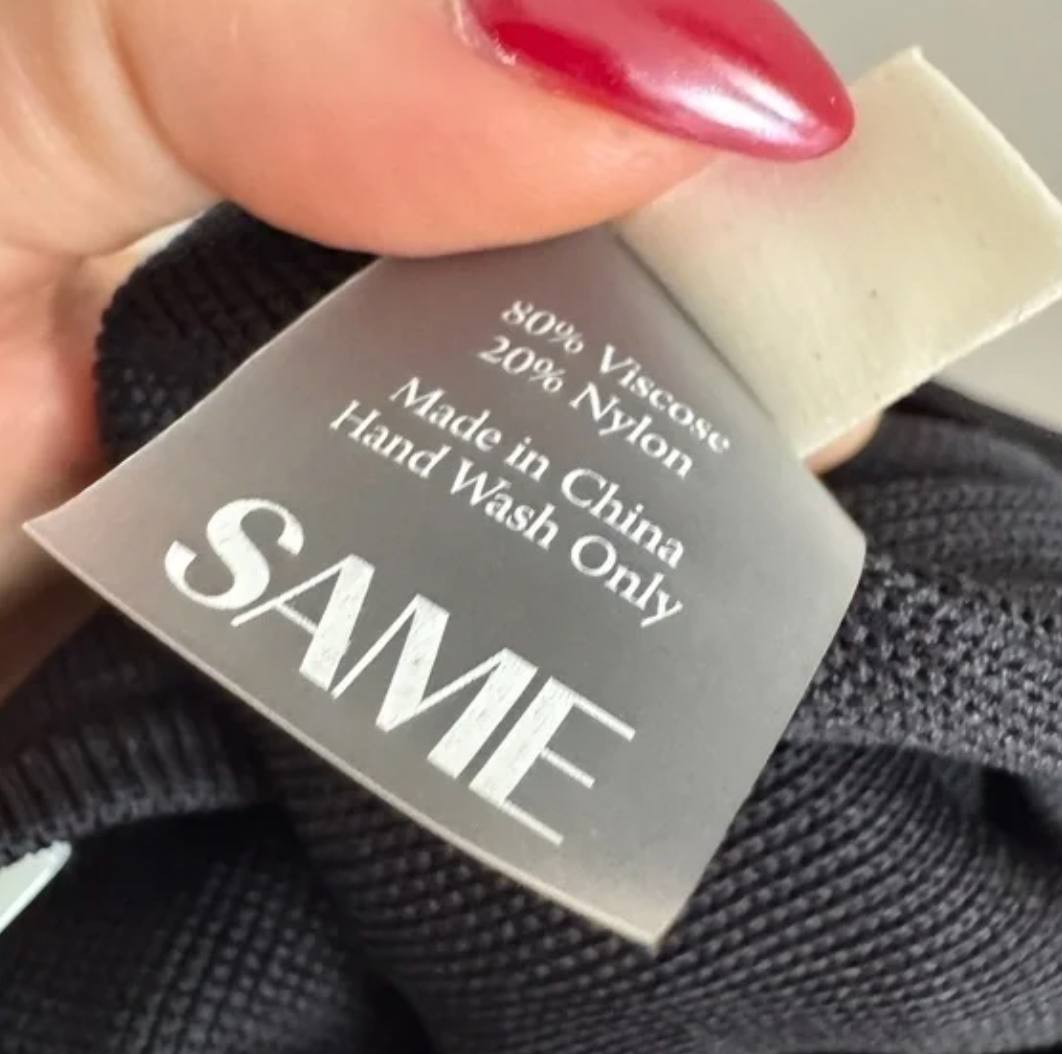 80% Viscose
20% Nylon
Made in China
Hand Wash Only
SAME